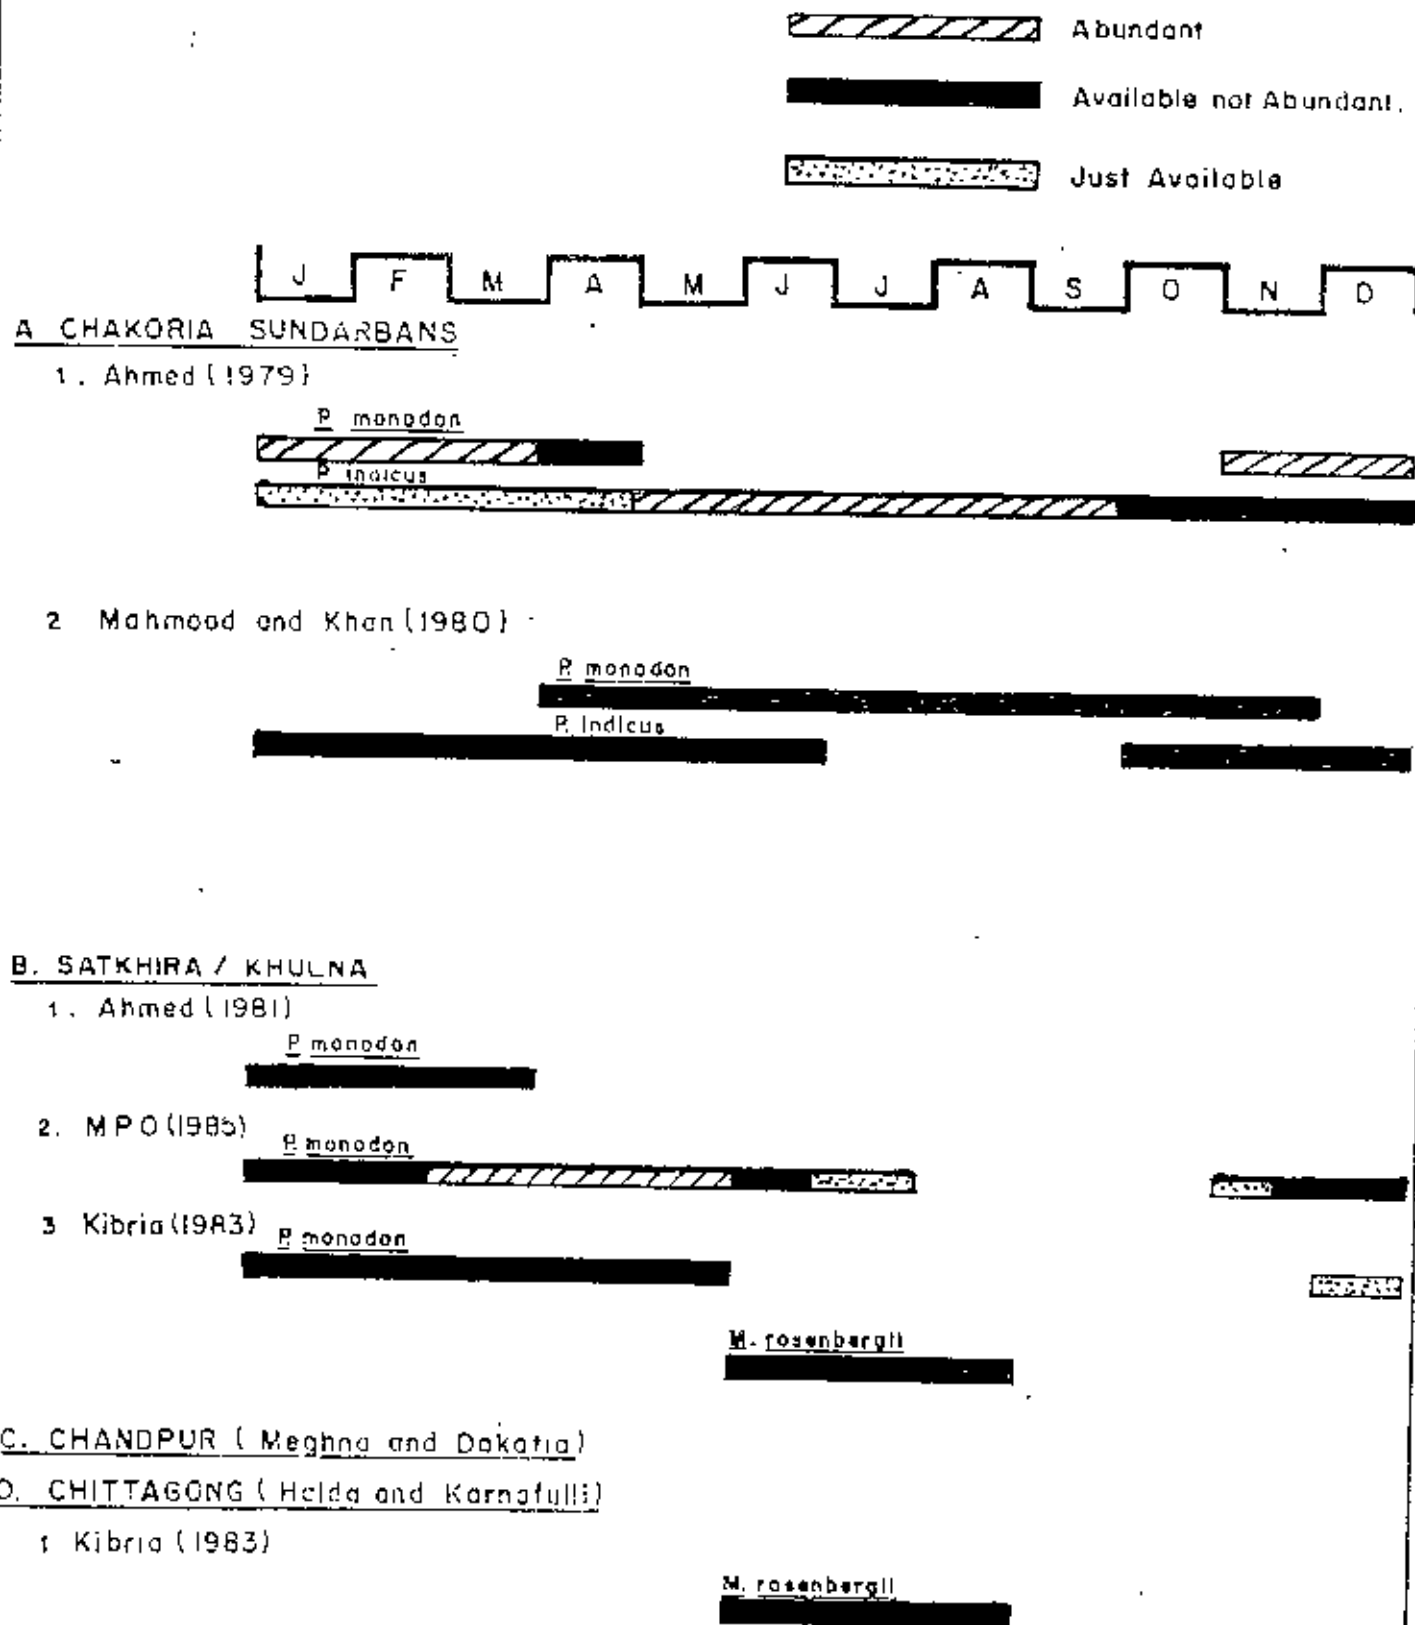 Abundant
Available not Abundant.
Just Available
J F M A M J J A S O N D
A CHAKORIA SUNDARBANS
1. Ahmed (1979)
P monodon
P indicus
2 Mahmood and Khan (1980)
P. monodon
P. indicus
B. SATKHIRA / KHULNA
1. Ahmed (1981)
P monodon
2. MPO (1985)
P. monodon
3 Kibria (1983)
P. monodon
M. rosenbergii
C. CHANDPUR ( Meghna and Dakatia)
D. CHITTAGONG ( Halda and Karnafulli)
1 Kibria (1983)
M. rosenbergii